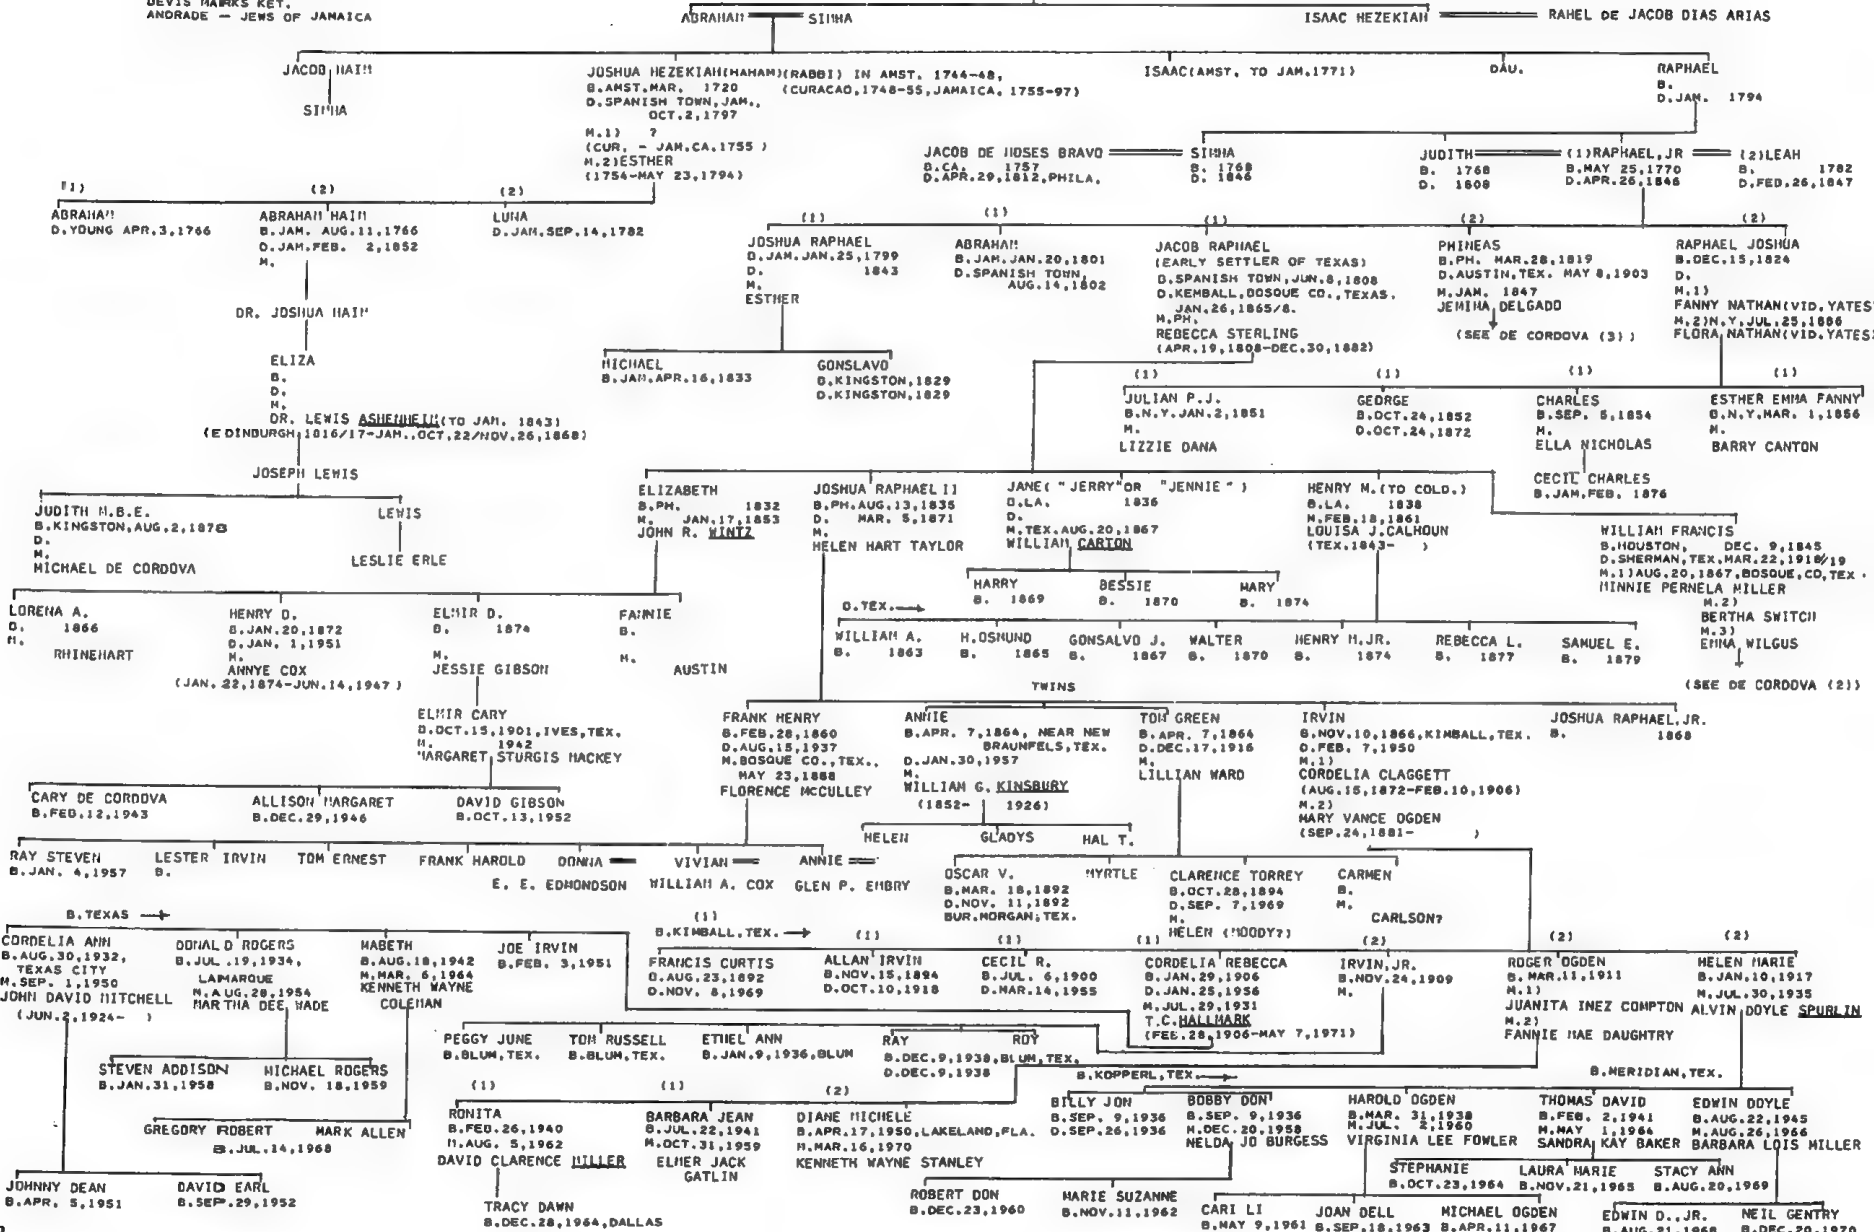 DEVIS MARKS KET.
ANDRADE — JEWS OF JAMAICA
ABRAHAM SIMHA
ISAAC HEZEKIAH RAHEL DE JACOB DIAS ARIAS
JACOB HAIM
SIMHA
JOSHUA HEZEKIAH(HAHAM)(RABBI) IN AMST. 1744-48,
B.AMST.MAR. 1720 (CURACAO,1748-55,JAMAICA, 1755-97)
D.SPANISH TOWN,JAM.,
OCT.2,1797
M.1) ?
(CUR. - JAM.CA.1755 )
M.2)ESTHER
(1754-MAY 23,1794)
ISAAC(AMST. TO JAM.1771)
DAU.
RAPHAEL
B.
D.JAM. 1794
JACOB DE MOSES BRAVO
B.CA. 1757
D.APR.29,1812,PHILA.
SIMHA
B. 1768
D. 1846
JUDITH
B. 1768
D. 1808
(1)RAPHAEL,JR
B.MAY 25,1770
D.APR.26,1846
(2)LEAH
B. 1782
D.FEB.26,1847
(1)
ABRAHAM
D.YOUNG APR.3,1766
(2)
ABRAHAM HAIM
B.JAM. AUG.11,1766
D.JAM.FEB. 2,1852
M.
(2)
LUNA
D.JAM.SEP.14,1782
DR. JOSHUA HAIM
ELIZA
B.
D.
M.
DR. LEWIS ASHENHEIM(TO JAM. 1843)
(EDINBURGH,1816/17-JAM.,OCT.22/NOV.26,1868)
JOSEPH LEWIS
JUDITH M.B.E.
B.KINGSTON,AUG.2,1878
D.
M.
MICHAEL DE CORDOVA
LEWIS
LESLIE ERLE
(1)
JOSHUA RAPHAEL
B.JAM.JAN.25,1799
D. 1843
M.
ESTHER
(1)
ABRAHAM
B.JAM.JAN.20,1801
D.SPANISH TOWN,
AUG.14,1802
(1)
JACOB RAPHAEL
(EARLY SETTLER OF TEXAS)
B.SPANISH TOWN,JUN.8,1808
D.KEMBALL,BOSQUE CO.,TEXAS.
JAN.26,1865/8.
M.PH.
REBECCA STERLING
(APR.19,1808-DEC.30,1882)
(2)
PHINEAS
B.PH. MAR.28,1819
D.AUSTIN,TEX. MAY 8,1903
M.JAM. 1847
JEMIMA DELGADO
(SEE DE CORDOVA (3))
(2)
RAPHAEL JOSHUA
B.DEC.15,1824
D.
M.1)
FANNY NATHAN(VID.YATES
M.2)N.Y.JUL.25,1886
FLORA NATHAN(VID.YATES)
MICHAEL
B.JAM.APR.16,1833
GONSLAVO
B.KINGSTON,1829
D.KINGSTON,1829
(1)
JULIAN P.J.
B.N.Y.JAN.2,1851
M.
LIZZIE DANA
(1)
GEORGE
B.OCT.24,1852
D.OCT.24,1872
(1)
CHARLES
B.SEP. 5,1854
M.
ELLA NICHOLAS
CECIL CHARLES
B.JAM.FEB. 1876
(1)
ESTHER EMMA FANNY
B.N.Y.MAR. 1,1856
M.
BARRY CANTON
ELIZABETH
B.PH. 1832
M. JAN.17,1853
JOHN R. WINTZ
JOSHUA RAPHAEL II
B.PH.AUG.13,1835
D. MAR. 5,1871
M.
HELEN HART TAYLOR
JANE( "JERRY"OR "JENNIE" )
B.LA. 1836
D.
M.TEX.AUG.20,1867
WILLIAM CARTON
HENRY M.(TO COLD.)
B.LA. 1838
M.FEB.18,1861
LOUISA J.CALHOUN
(TEX.1843- )
WILLIAM FRANCIS
B.HOUSTON, DEC. 9,1845
D.SHERMAN,TEX.MAR.22,1918/19
M.1)AUG.20,1867,BOSQUE,CO,TEX.
MINNIE PERNELA MILLER
M.2)
BERTHA SWITCH
M.3)
EMMA WILGUS
(SEE DE CORDOVA (2))
HARRY
B. 1869
BESSIE
B. 1870
MARY
B. 1874
LORENA A.
B. 1866
M.
RHINEHART
HENRY D.
B.JAN.20,1872
D.JAN. 1,1951
M.
ANNYE COX
(JAN.22,1874-JUN.14,1947)
ELMIR D.
B. 1874
M.
JESSIE GIBSON
FANNIE
B.
M.
AUSTIN
B.TEX.
WILLIAM A.
B. 1863
H.OSMUND
B. 1865
GONSALVO J.
B. 1867
WALTER
B. 1870
HENRY M.JR.
B. 1874
REBECCA L.
B. 1877
SAMUEL E.
B. 1879
ELMIR CARY
B.OCT.15,1901,IVES,TEX.
M. 1942
MARGARET STURGIS MACKEY
CARY DE CORDOVA
B.FEB.12,1943
ALLISON MARGARET
B.DEC.29,1946
DAVID GIBSON
B.OCT.13,1952
TWINS
FRANK HENRY
B.FEB.28,1860
D.AUG.15,1937
M.BOSQUE CO.,TEX.,
MAY 23,1888
FLORENCE McCULLEY
ANNIE
B.APR. 7,1864, NEAR NEW
BRAUNFELS,TEX.
D.JAN.30,1957
M.
WILLIAM G. KINSBURY
(1852- 1926)
TOM GREEN
B.APR. 7,1864
D.DEC.17,1916
M.
LILLIAN WARD
IRVIN
B.NOV.10,1866,KIMBALL,TEX.
D.FEB. 7,1950
M.1)
CORDELIA CLAGGETT
(AUG.15,1872-FEB.10,1906)
M.2)
MARY VANCE OGDEN
(SEP.24,1881- )
JOSHUA RAPHAEL,JR.
B. 1868
HELEN GLADYS HAL T.
RAY STEVEN
B.JAN. 4,1957
LESTER IRVIN
B.
TOM ERNEST
FRANK HAROLD
DONNA
E. E. EDMONDSON
VIVIAN
WILLIAM A. COX
ANNIE
GLEN P. EMBRY
OSCAR V.
B.MAR. 18,1892
D.NOV. 11,1892
BUR.MORGAN,TEX.
MYRTLE
CLARENCE TORREY
B.OCT.28,1894
D.SEP. 7,1969
M.
HELEN (MOODY?)
CARMEN
B.
M.
CARLSON?
B.TEXAS
CORDELIA ANN
B.AUG.30,1932,
TEXAS CITY
M.SEP. 1,1950
JOHN DAVID MITCHELL
(JUN.2,1924- )
DONALD ROGERS
B.JUL.19,1934,
LAMARQUE
M.AUG.28,1954
MARTHA DEE WADE
MABETH
B.AUG.18,1942
M.MAR. 6,1964
KENNETH WAYNE
COLEMAN
JOE IRVIN
B.FEB. 3,1951
(1)
B.KIMBALL,TEX.
FRANCIS CURTIS
B.AUG.23,1892
D.NOV. 8,1969
(1)
ALLAN IRVIN
B.NOV.15,1894
D.OCT.10,1918
(1)
CECIL R.
B.JUL. 6,1900
D.MAR.14,1955
(1)
CORDELIA REBECCA
B.JAN.29,1906
D.JAN.25,1956
M.JUL.29,1931
T.C.HALLMARK
(FEB.28,1906-MAY 7,1971)
(2)
IRVIN,JR.
B.NOV.24,1909
M.
(2)
ROGER OGDEN
B.MAR.11,1911
M.1)
JUANITA INEZ COMPTON
M.2)
FANNIE MAE DAUGHTRY
(2)
HELEN MARIE
B.JAN.10,1917
M.JUL.30,1935
ALVIN DOYLE SPURLIN
STEVEN ADDISON
B.JAN.31,1958
MICHAEL ROGERS
B.NOV. 18,1959
GREGORY ROBERT
B.JUL.14,1968
MARK ALLEN
JOHNNY DEAN
B.APR. 5,1951
DAVID EARL
B.SEP.29,1952
PEGGY JUNE
B.BLUM,TEX.
TOM RUSSELL
B.BLUM,TEX.
ETHEL ANN
B.JAN.9,1936,BLUM
RAY ROY
B.DEC.9,1938,BLUM,TEX.
D.DEC.9,1938
(1)
RONITA
B.FEB.26,1940
M.AUG. 5,1962
DAVID CLARENCE MILLER
TRACY DAWN
B.DEC.28,1964,DALLAS
(1)
BARBARA JEAN
B.JUL.22,1941
M.OCT.31,1959
ELMER JACK
GATLIN
(2)
DIANE MICHELE
B.APR.17,1950,LAKELAND,FLA.
M.MAR.16,1970
KENNETH WAYNE STANLEY
B.KOPPERL,TEX.
B.MERIDIAN,TEX.
BILLY JON
B.SEP. 9,1936
D.SEP.26,1936
BOBBY DON
B.SEP. 9,1936
M.DEC.20,1958
NELDA JO BURGESS
HAROLD OGDEN
B.MAR. 31,1938
M.JUL. 2,1960
VIRGINIA LEE FOWLER
THOMAS DAVID
B.FEB. 2,1941
M.MAY 1,1964
SANDRA KAY BAKER
EDWIN DOYLE
B.AUG.22,1945
M.AUG.26,1966
BARBARA LOIS MILLER
ROBERT DON
B.DEC.23,1960
MARIE SUZANNE
B.NOV.11,1962
STEPHANIE
B.OCT.23,1964
LAURA MARIE
B.NOV.21,1965
STACY ANN
B.AUG.20,1969
CARI LI
B.MAY 9,1961
JOAN DELL
B.SEP.18,1963
MICHAEL OGDEN
B.APR.11,1967
EDWIN D.,JR.
B.AUG.21,1968
NEIL GENTRY
B.DEC.20,1970